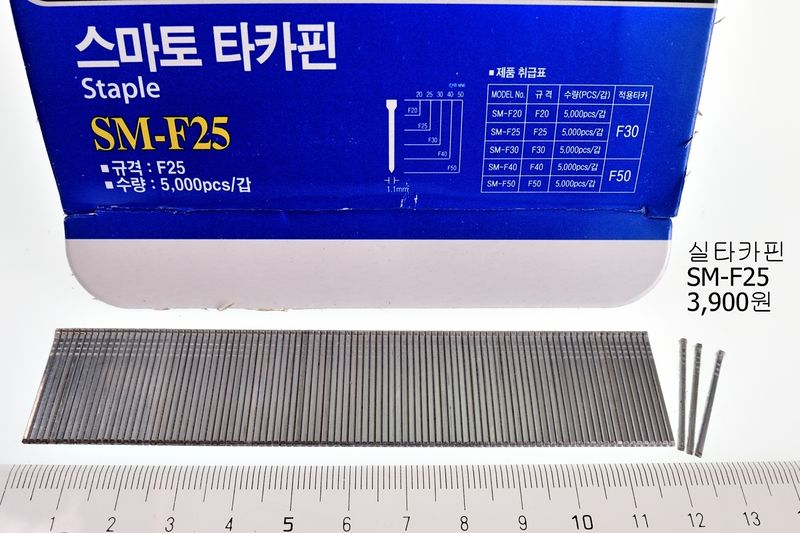 스마토 타카핀
Staple
SM-F25
■ 규격 : F25
■ 수량 : 5,000pcs/갑
20 25 30 40 50
F20
F25
F30
F40
F50
1.1mm
■ 제품 취급표
MODEL No. 규 격 수량(PCS/갑) 적용타카
SM-F20 F20 5,000pcs/갑 F30
SM-F25 F25 5,000pcs/갑
SM-F30 F30 5,000pcs/갑
SM-F40 F40 5,000pcs/갑 F50
SM-F50 F50 5,000pcs/갑
실타카핀
SM-F25
3,900원
1 2 3 4 5 6 7 8 9 10 11 12 13